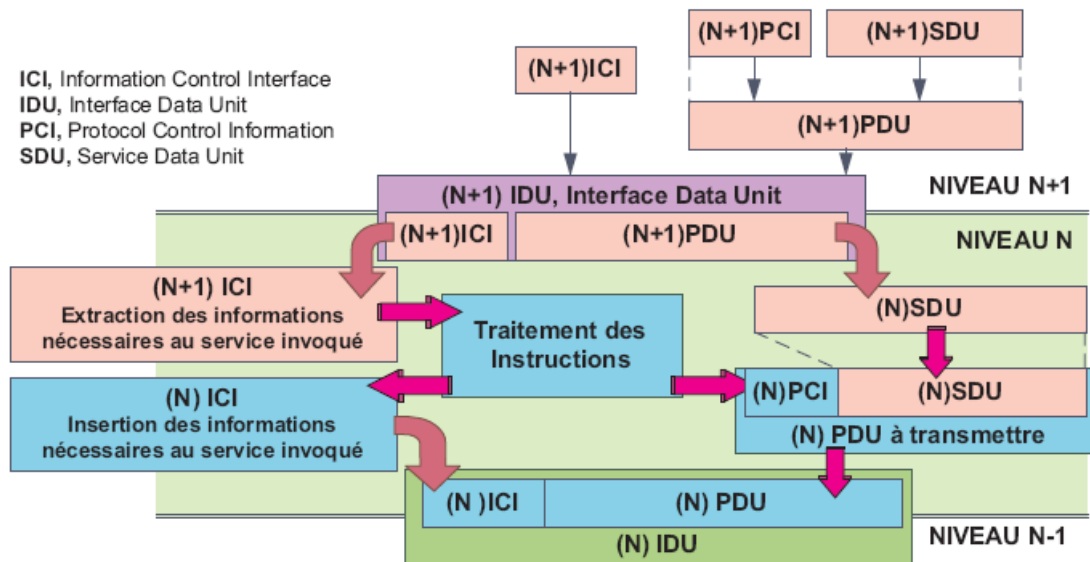 (N+1)PCI
(N+1)SDU
(N+1)ICI
ICI, Information Control Interface
IDU, Interface Data Unit
PCI, Protocol Control Information
SDU, Service Data Unit
(N+1)PDU
NIVEAU N+1
(N+1) IDU, Interface Data Unit
(N+1)ICI
(N+1)PDU
NIVEAU N
(N+1) ICI
Extraction des informations
nécessaires au service invoqué
Traitement des
Instructions
(N)SDU
(N) ICI
Insertion des informations
nécessaires au service invoqué
(N)PCI
(N)SDU
(N) PDU à transmettre
(N )ICI
(N) PDU
(N) IDU
NIVEAU N-1